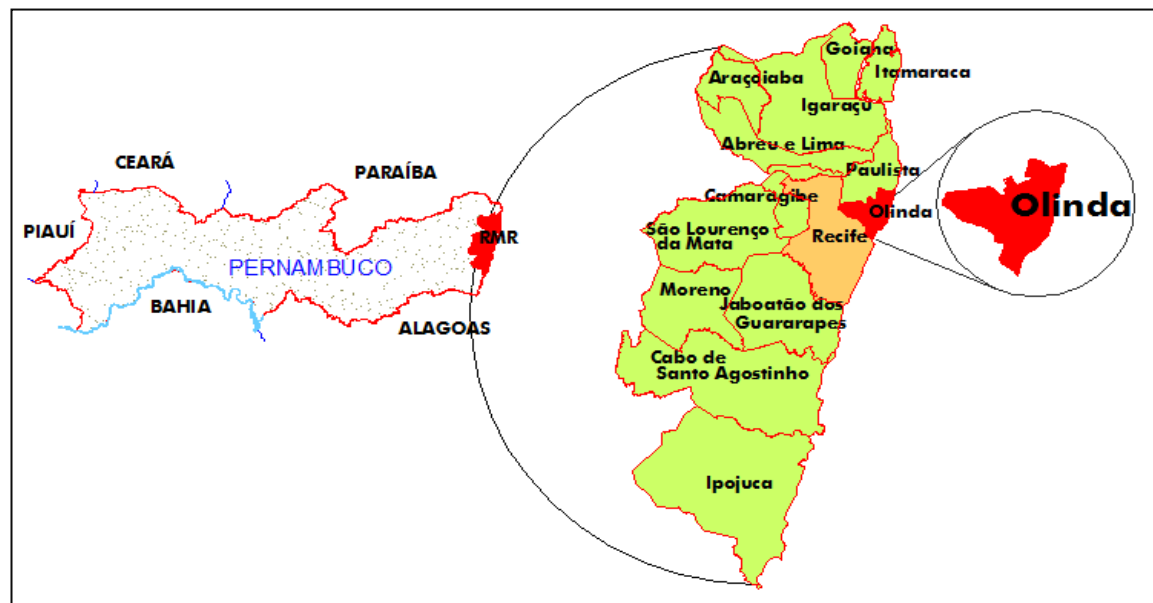 CEARÁ
PARAÍBA
PIAUÍ
RMR
PERNAMBUCO
BAHIA
ALAGOAS
Goiana
Itamaraca
Araçoiaba
Igaraçu
Abreu e Lima
Paulista
Camaragibe
Olinda
São Lourenço
da Mata
Recife
Moreno
Jaboatão dos
Guararapes
Cabo de
Santo Agostinho
Ipojuca
Olinda